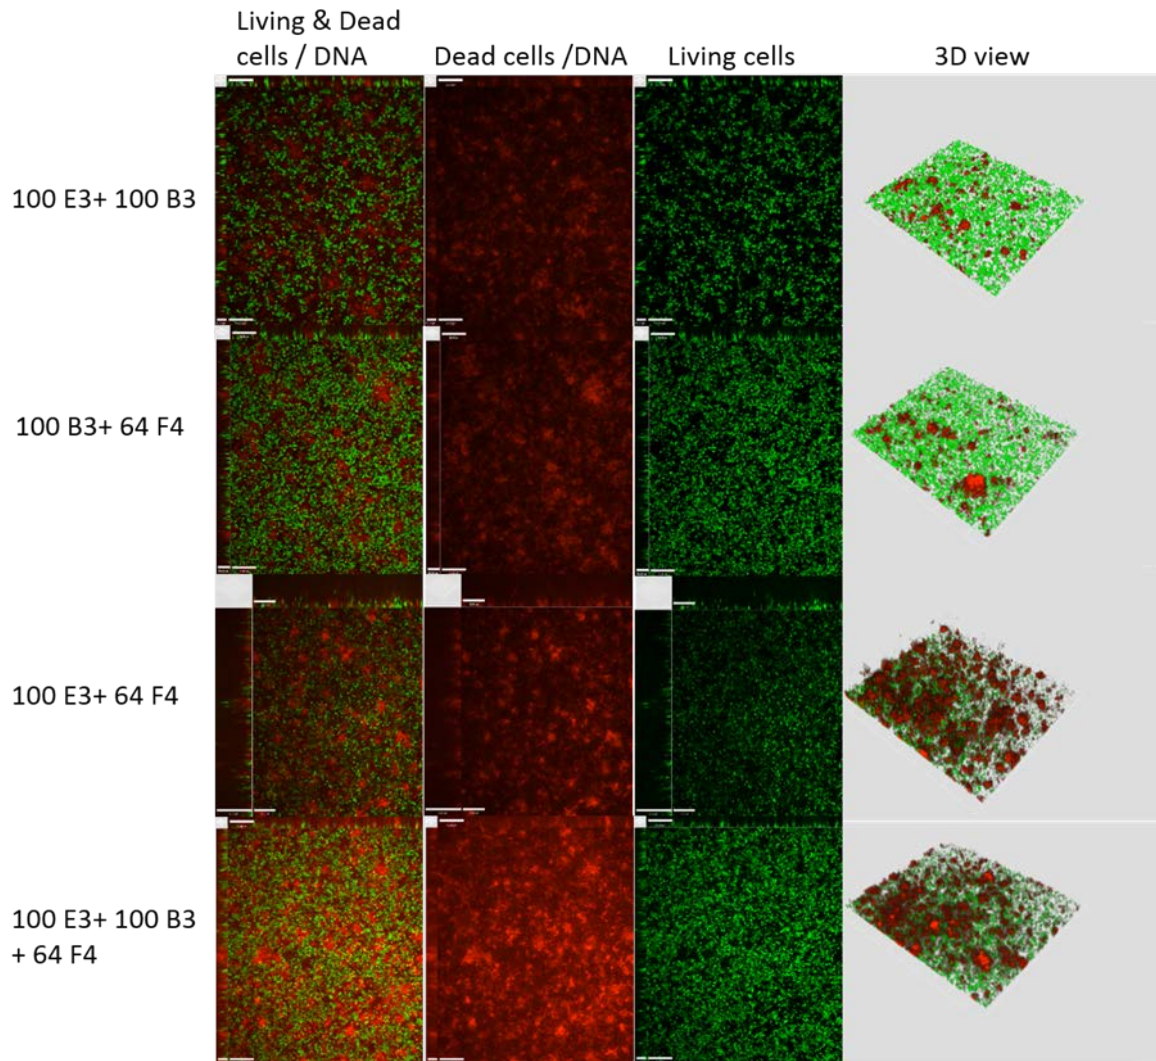 Living & Dead
cells / DNA
Dead cells /DNA
Living cells
3D view
100 E3+ 100 B3
100 B3+ 64 F4
100 E3+ 64 F4
100 E3+ 100 B3
+ 64 F4